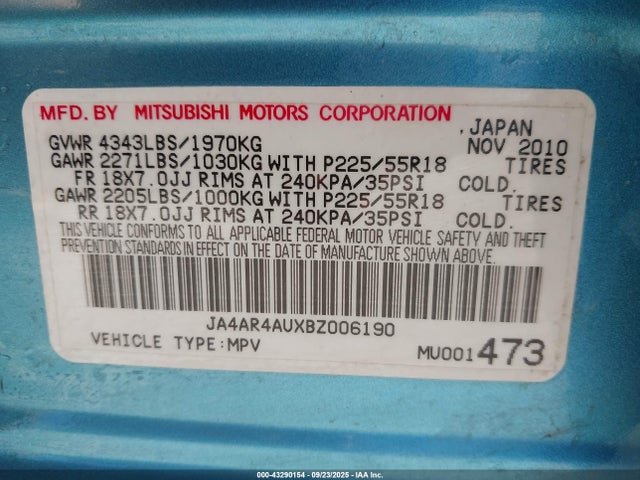 MFD. BY MITSUBISHI MOTORS CORPORATION
, JAPAN
GVWR 4343LBS/1970KG NOV 2010
GAWR 2271LBS/1030KG WITH P225/55R18 TIRES
FR 18X7.0JJ RIMS AT 240KPA/35PSI COLD.
GAWR 2205LBS/1000KG WITH P225/55R18 TIRES
RR 18X7.0JJ RIMS AT 240KPA/35PSI COLD.
THIS VEHICLE CONFORMS TO ALL APPLICABLE FEDERAL MOTOR VEHICLE SAFETY AND THEFT
PREVENTION STANDARDS IN EFFECT ON THE DATE OF MANUFACTURE SHOWN ABOVE.
JA4AR4AUXBZ006190
VEHICLE TYPE:MPV MU001473
000-43290154 - 09/23/2025 - IAA Inc.